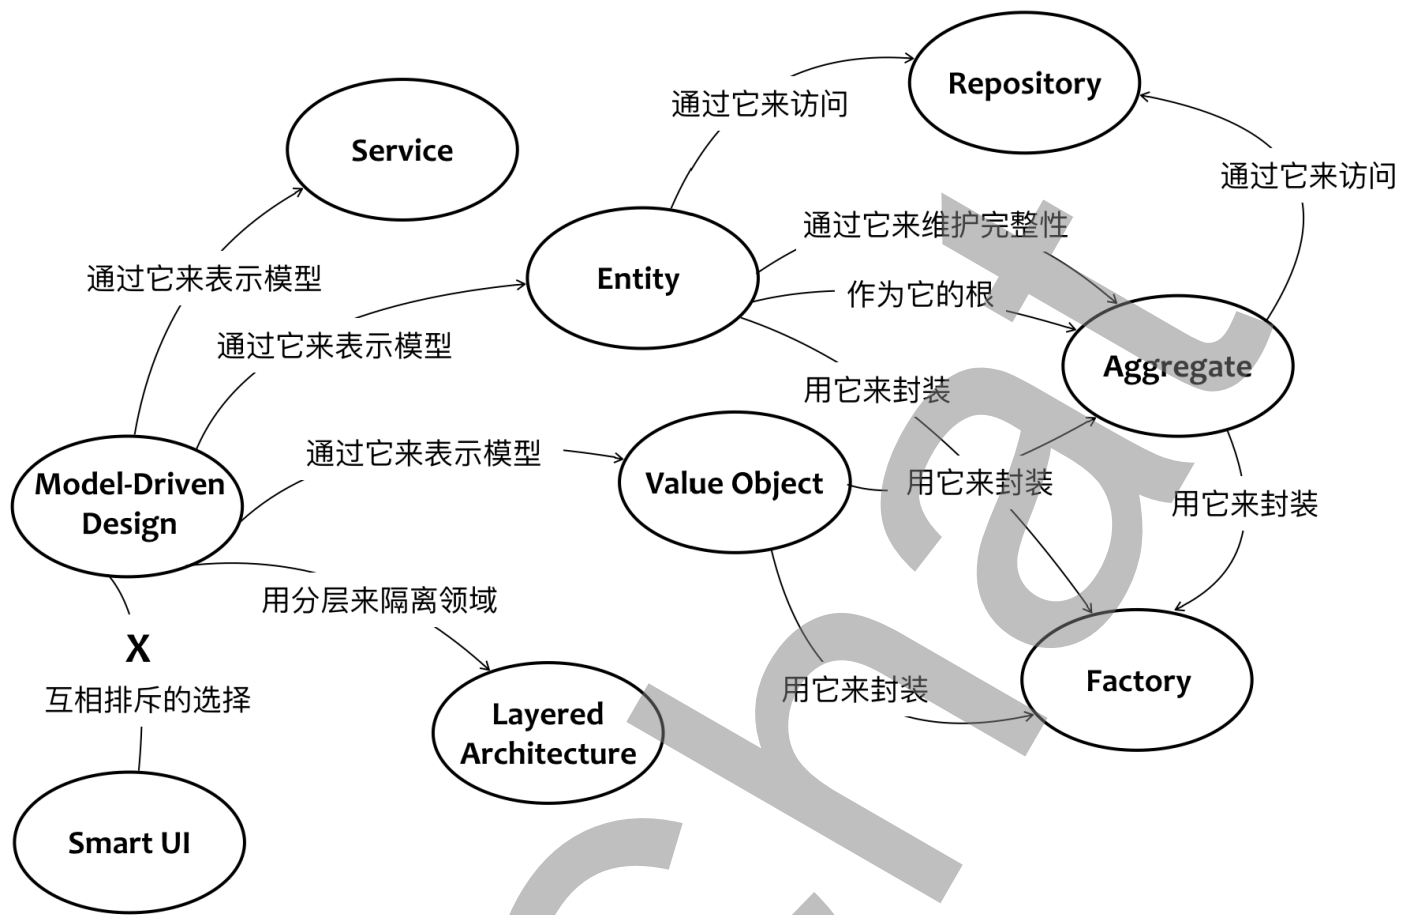 Repository
通过它来访问
Service
通过它来访问
通过它来维护完整性
通过它来表示模型
Entity
作为它的根
通过它来表示模型
Aggregate
用它来封装
通过它来表示模型
Model-Driven
Design
Value Object
用它来封装
用它来封装
用分层来隔离领域
X
互相排斥的选择
Factory
用它来封装
Layered
Architecture
Smart UI